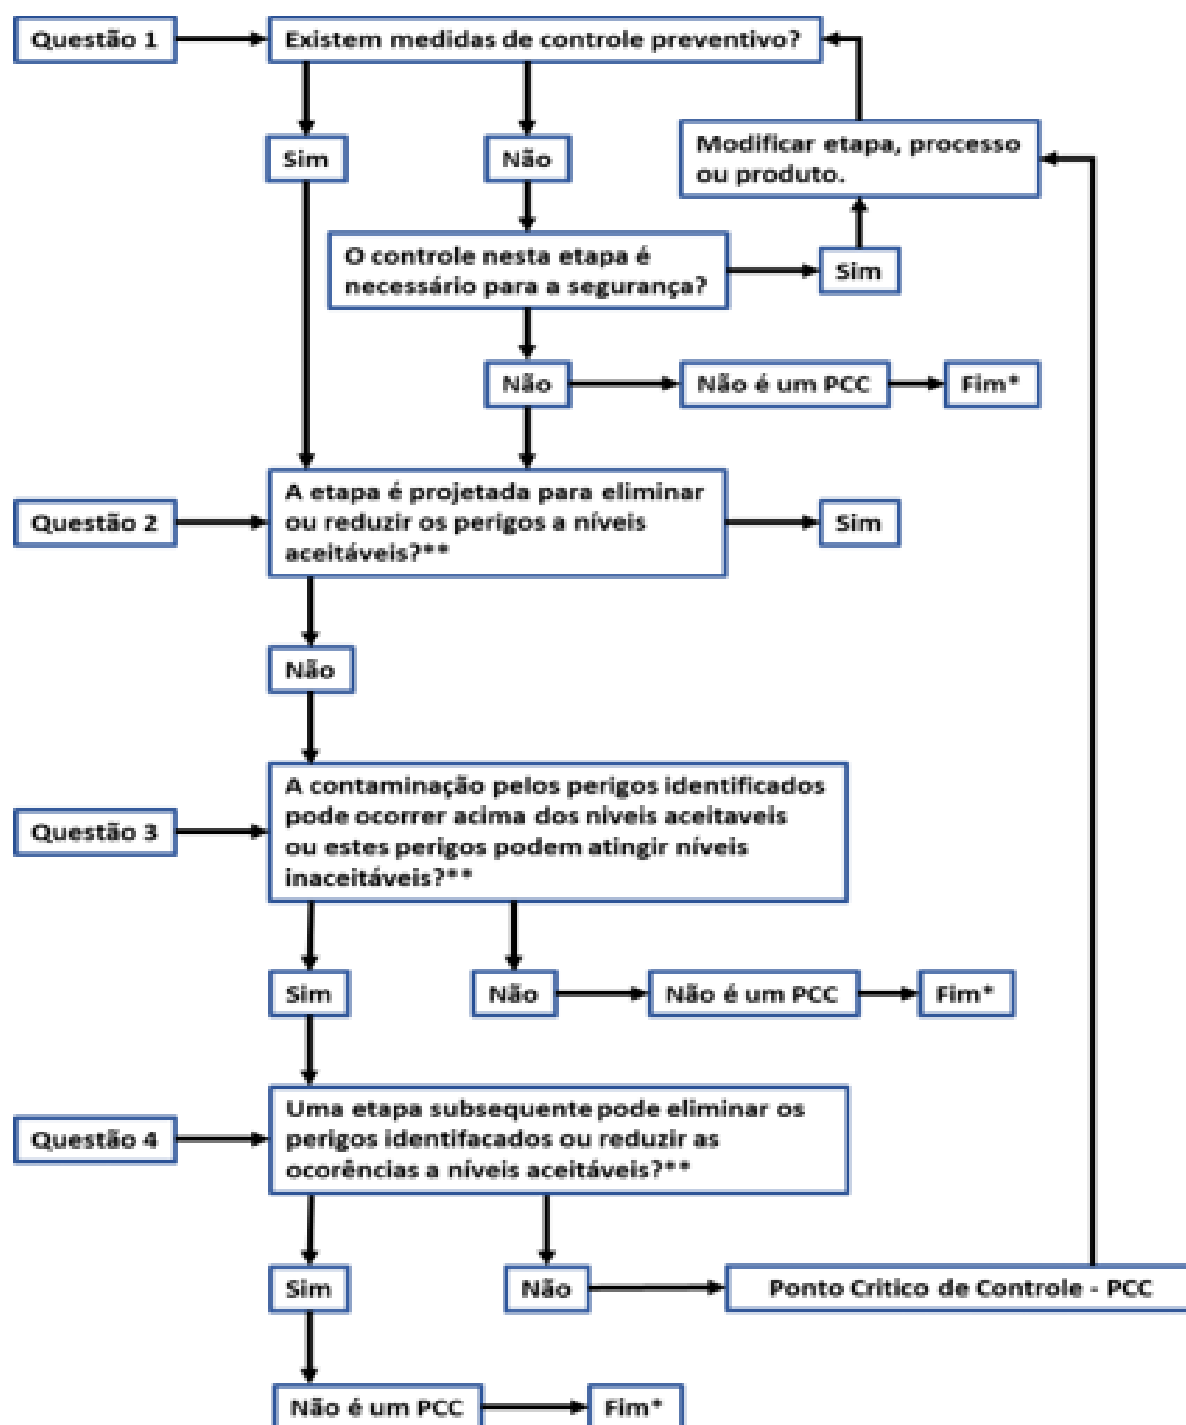 Questão 1
Existem medidas de controle preventivo?
Sim
Não
Modificar etapa, processo
ou produto.
O controle nesta etapa é
necessário para a segurança?
Sim
Não
Não é um PCC
Fim*
Questão 2
A etapa é projetada para eliminar
ou reduzir os perigos a níveis
aceitáveis?**
Sim
Não
Questão 3
A contaminação pelos perigos identificados
pode ocorrer acima dos níveis aceitaveis
ou estes perigos podem atingir níveis
inaceitáveis?**
Sim
Não
Não é um PCC
Fim*
Questão 4
Uma etapa subsequente pode eliminar os
perigos identifacados ou reduzir as
ocorências a níveis aceitáveis?**
Sim
Não
Ponto Critico de Controle - PCC
Não é um PCC
Fim*